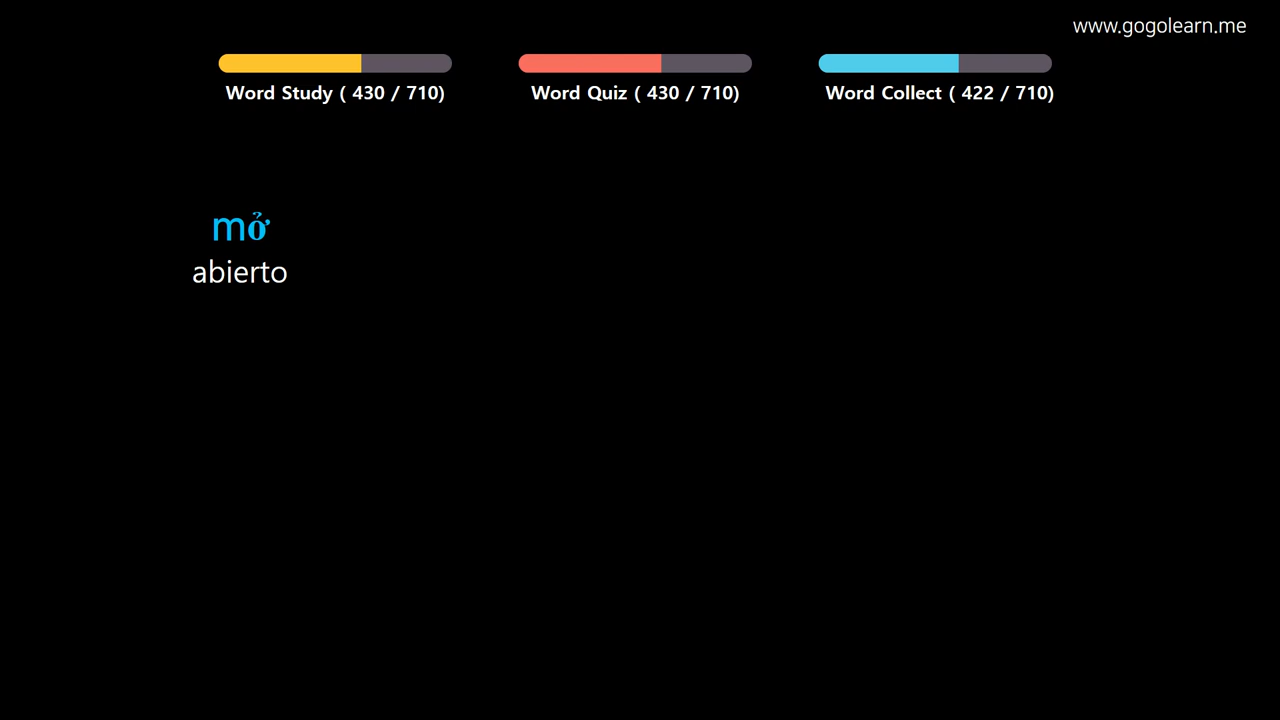 www.gogolearn.me
Word Study ( 430 / 710)
Word Quiz ( 430 / 710)
Word Collect ( 422 / 710)
mở
abierto